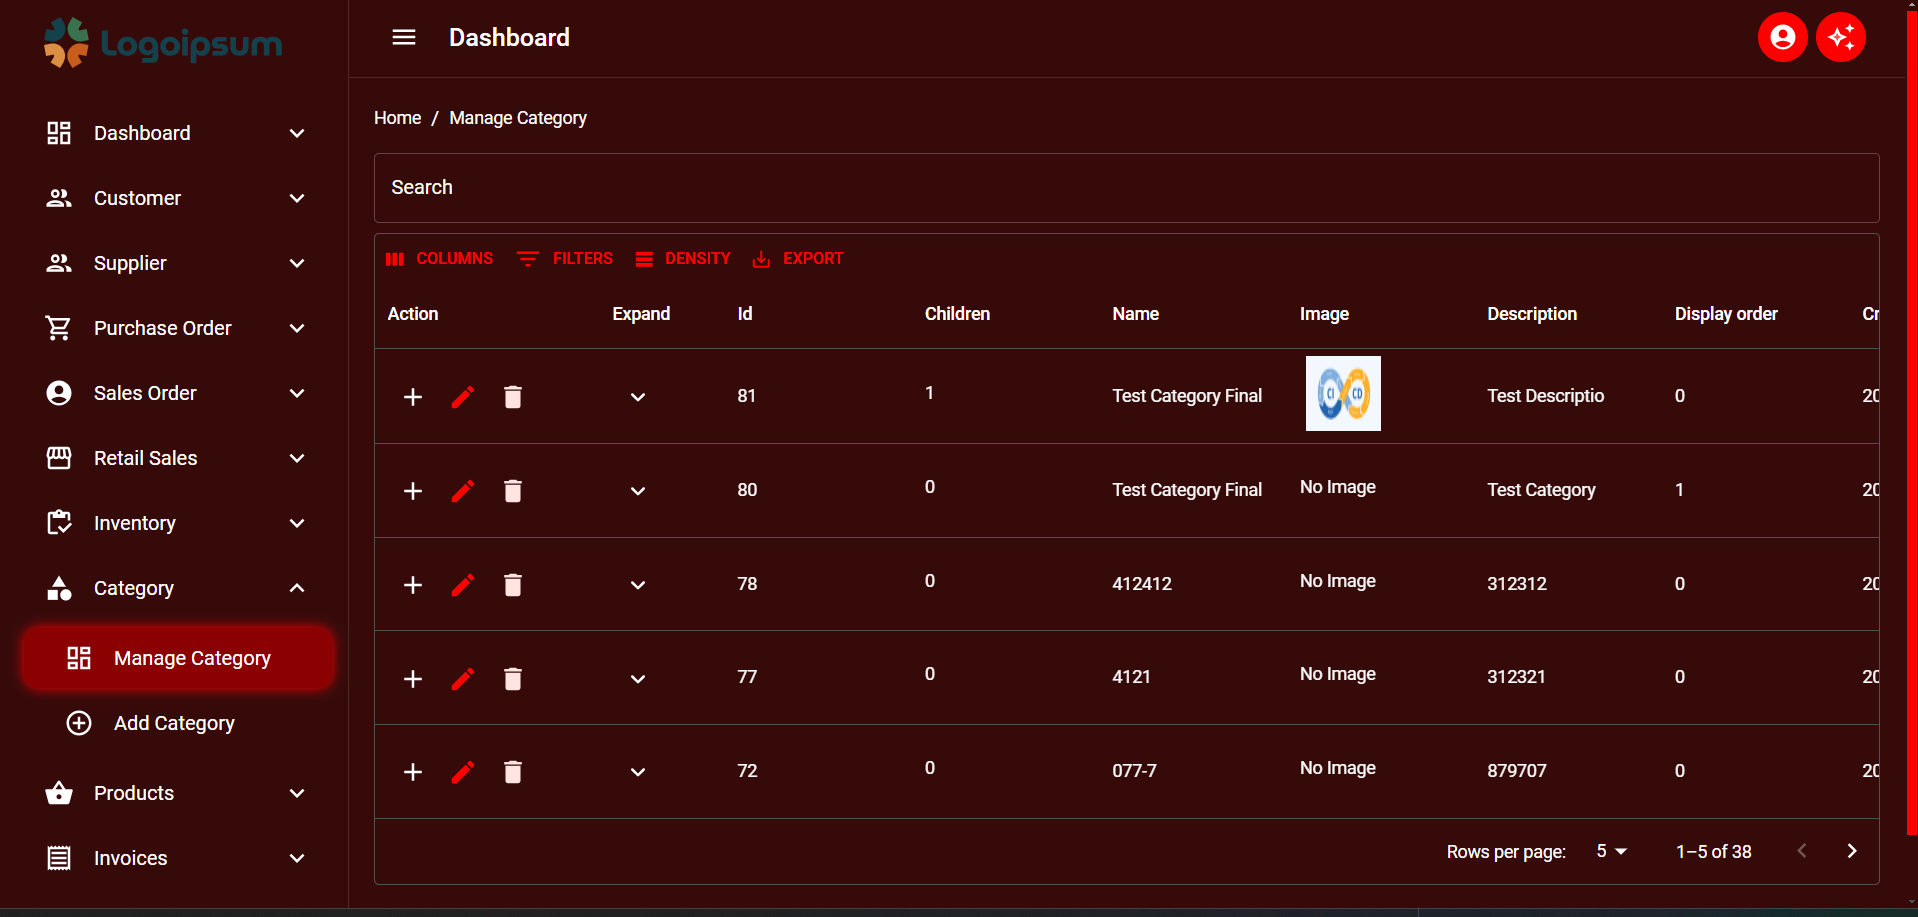 Logoipsum
Dashboard
Dashboard
Customer
Supplier
Purchase Order
Sales Order
Retail Sales
Inventory
Category
Manage Category
Add Category
Products
Invoices
Home / Manage Category
Search
COLUMNS FILTERS DENSITY EXPORT
Action Expand Id Children Name Image Description Display order Cr
81 1 Test Category Final CI CD Test Descriptio 0 20
80 0 Test Category Final No Image Test Category 1 20
78 0 412412 No Image 312312 0 20
77 0 4121 No Image 312321 0 20
72 0 077-7 No Image 879707 0 20
Rows per page: 5 1–5 of 38